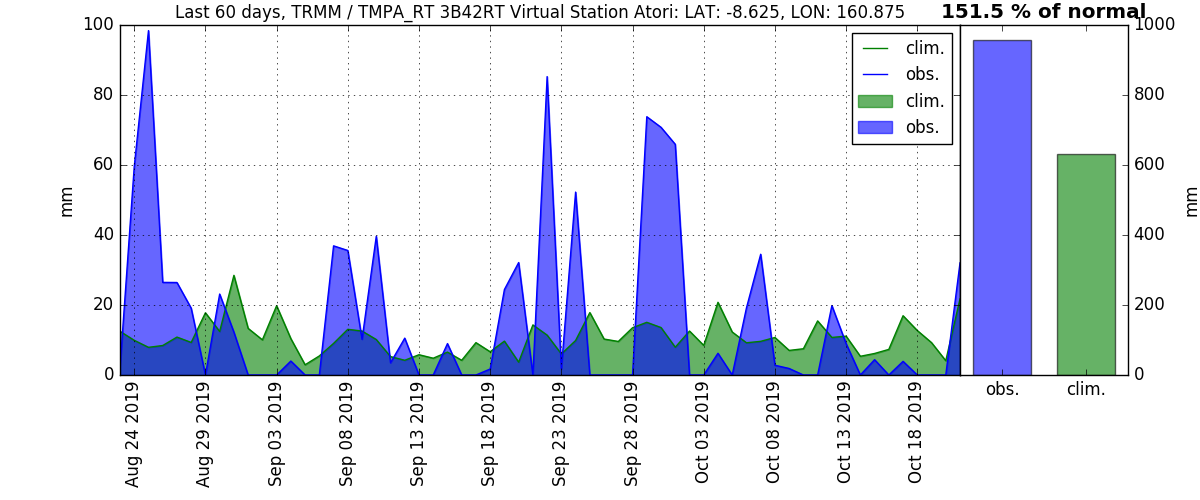 Last 60 days, TRMM / TMPA_RT 3B42RT Virtual Station Atori: LAT: -8.625, LON: 160.875
151.5 % of normal
100
80
60
40
20
0
mm
clim.
obs.
clim.
obs.
1000
800
600
400
200
0
mm
Aug 24 2019
Aug 29 2019
Sep 03 2019
Sep 08 2019
Sep 13 2019
Sep 18 2019
Sep 23 2019
Sep 28 2019
Oct 03 2019
Oct 08 2019
Oct 13 2019
Oct 18 2019
obs.
clim.